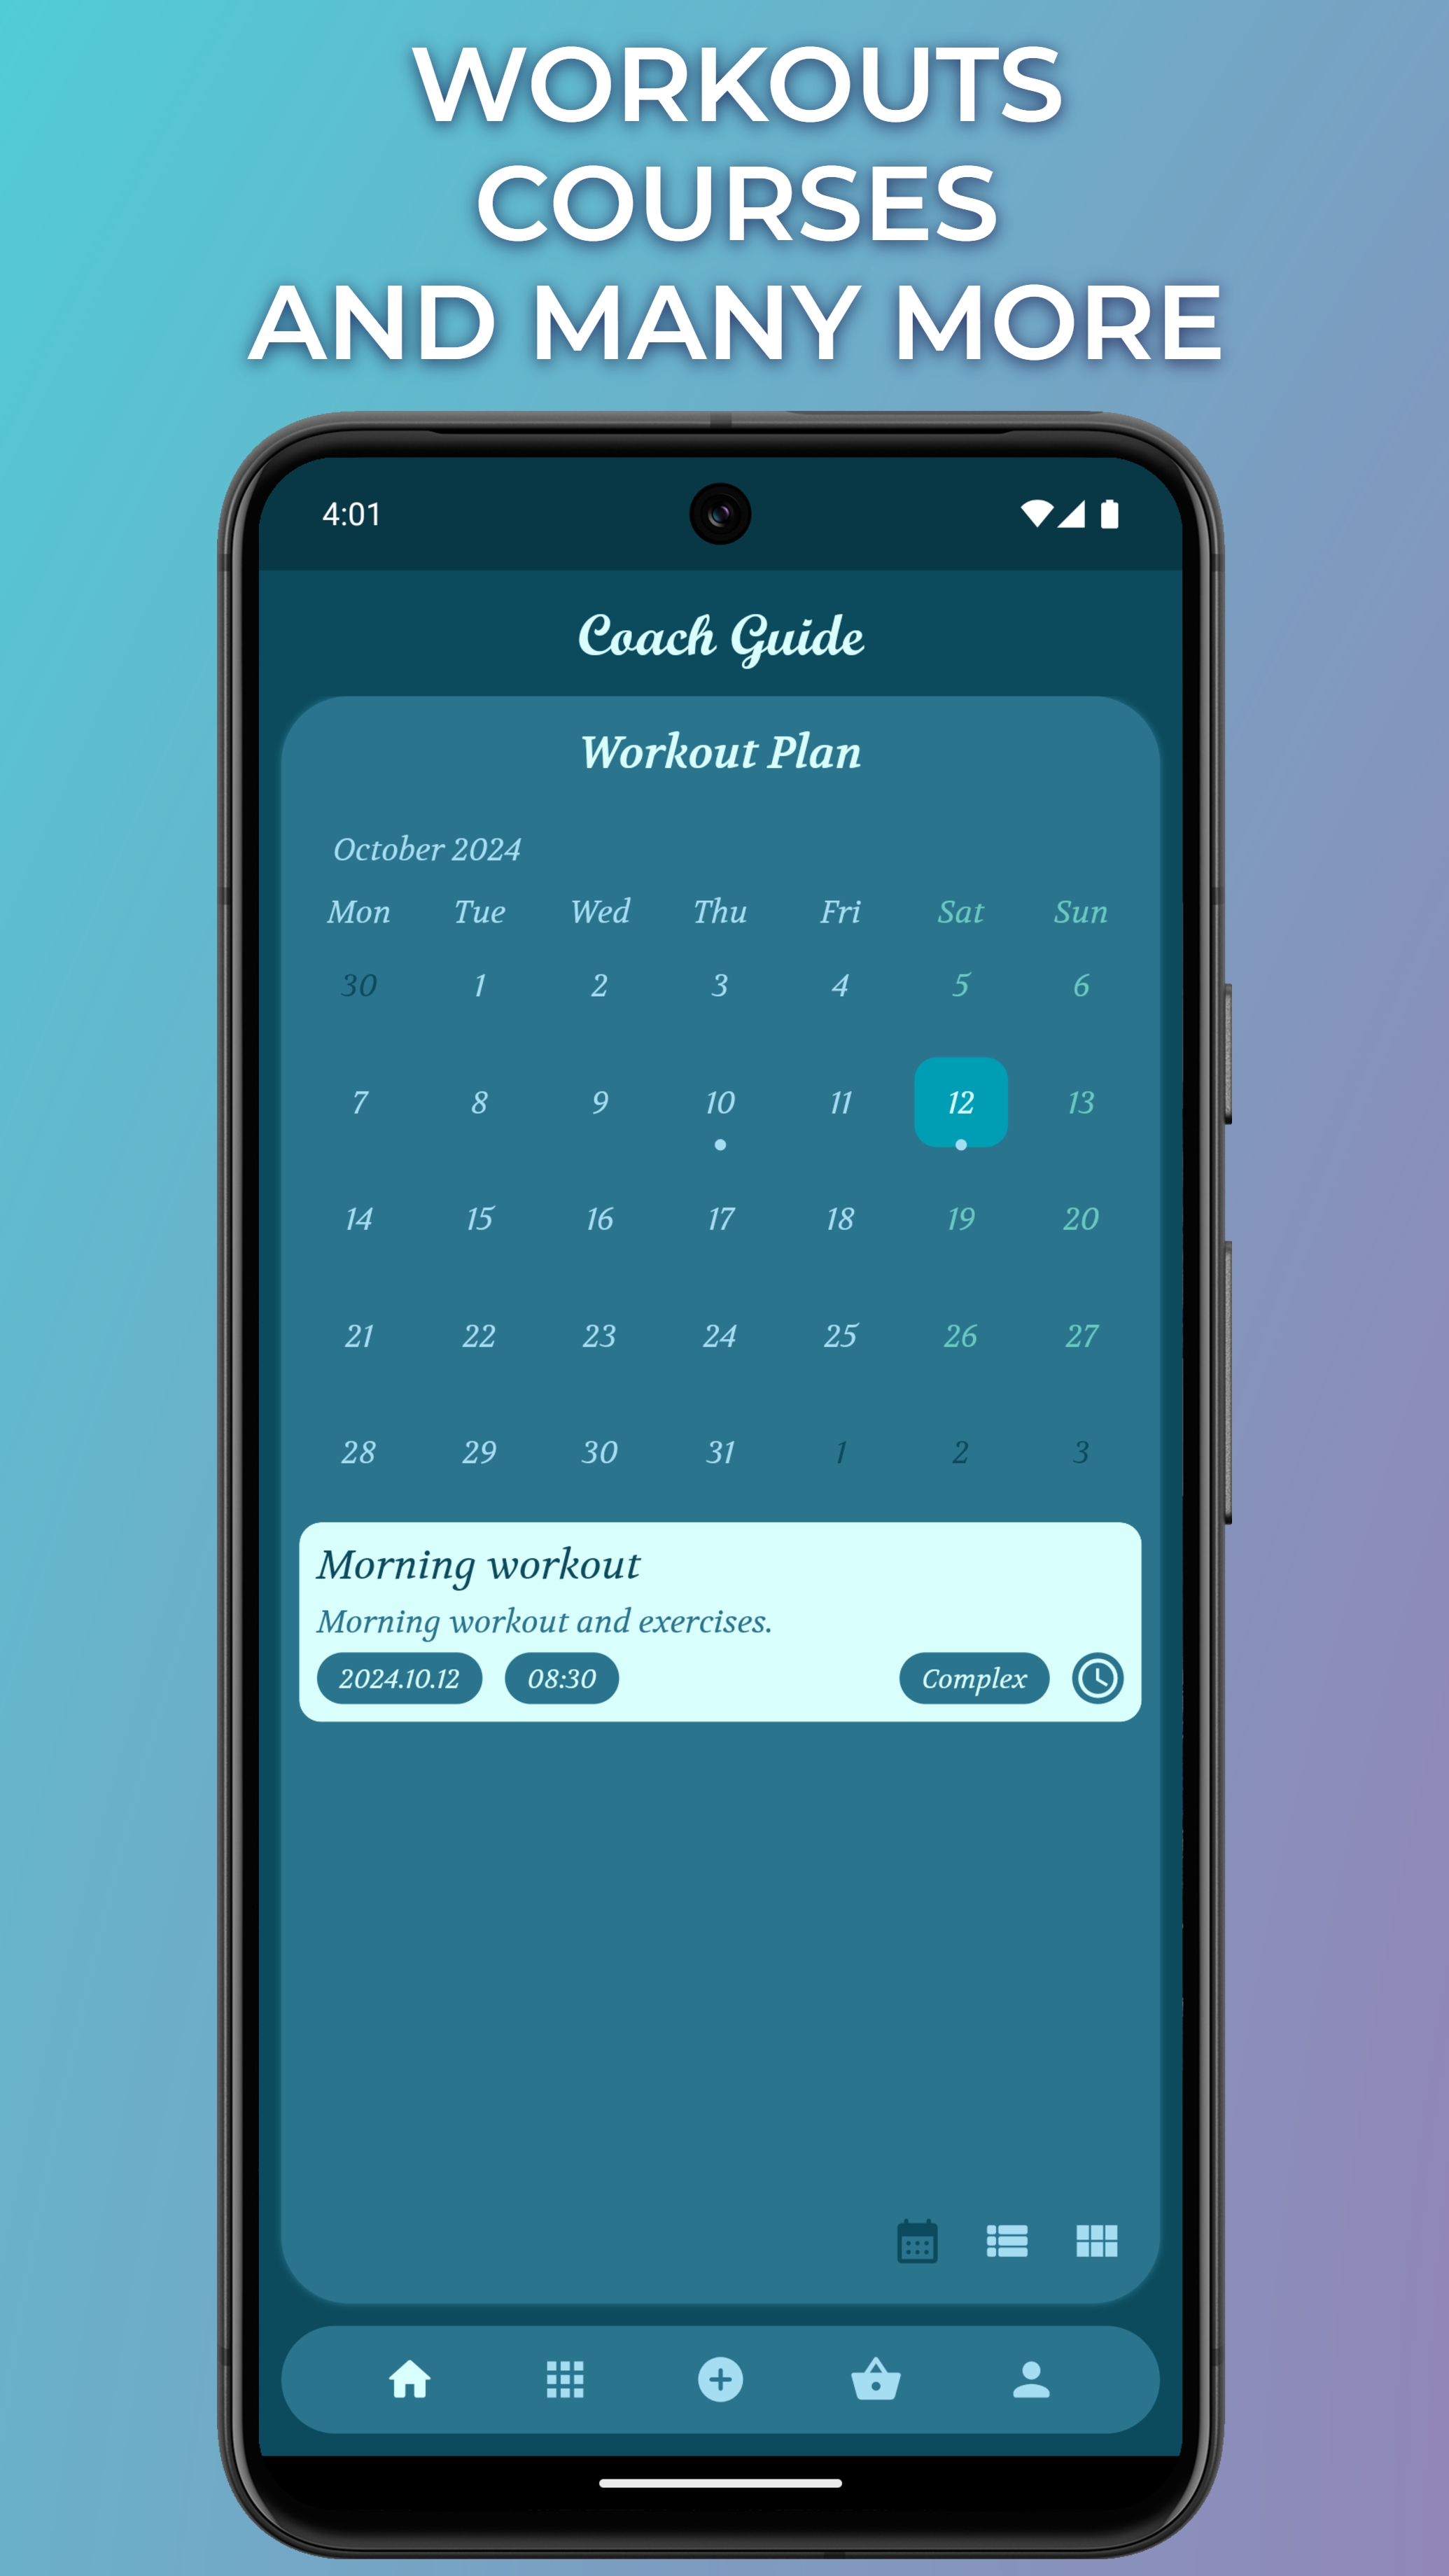 WORKOUTS
COURSES
AND MANY MORE
4:01
Coach Guide
Workout Plan
October 2024
Mon Tue Wed Thu Fri Sat Sun
30 1 2 3 4 5 6
7 8 9 10 11 12 13
14 15 16 17 18 19 20
21 22 23 24 25 26 27
28 29 30 31 1 2 3
Morning workout
Morning workout and exercises.
2024.10.12 08:30 Complex